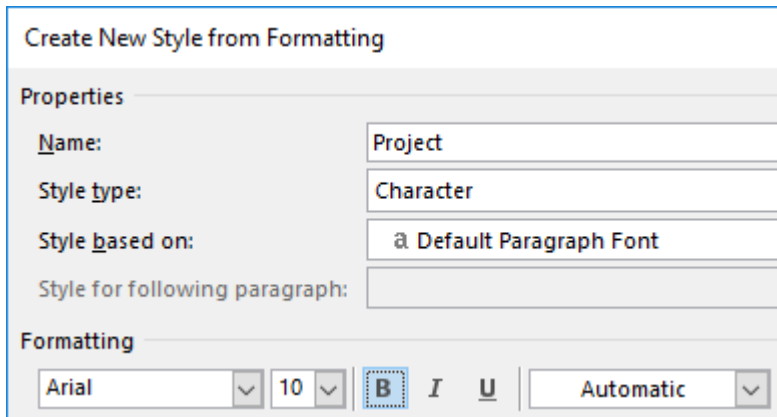 Create New Style from Formatting
Properties
Name: Project
Style type: Character
Style based on: a Default Paragraph Font
Style for following paragraph:
Formatting
Arial 10 B I U Automatic